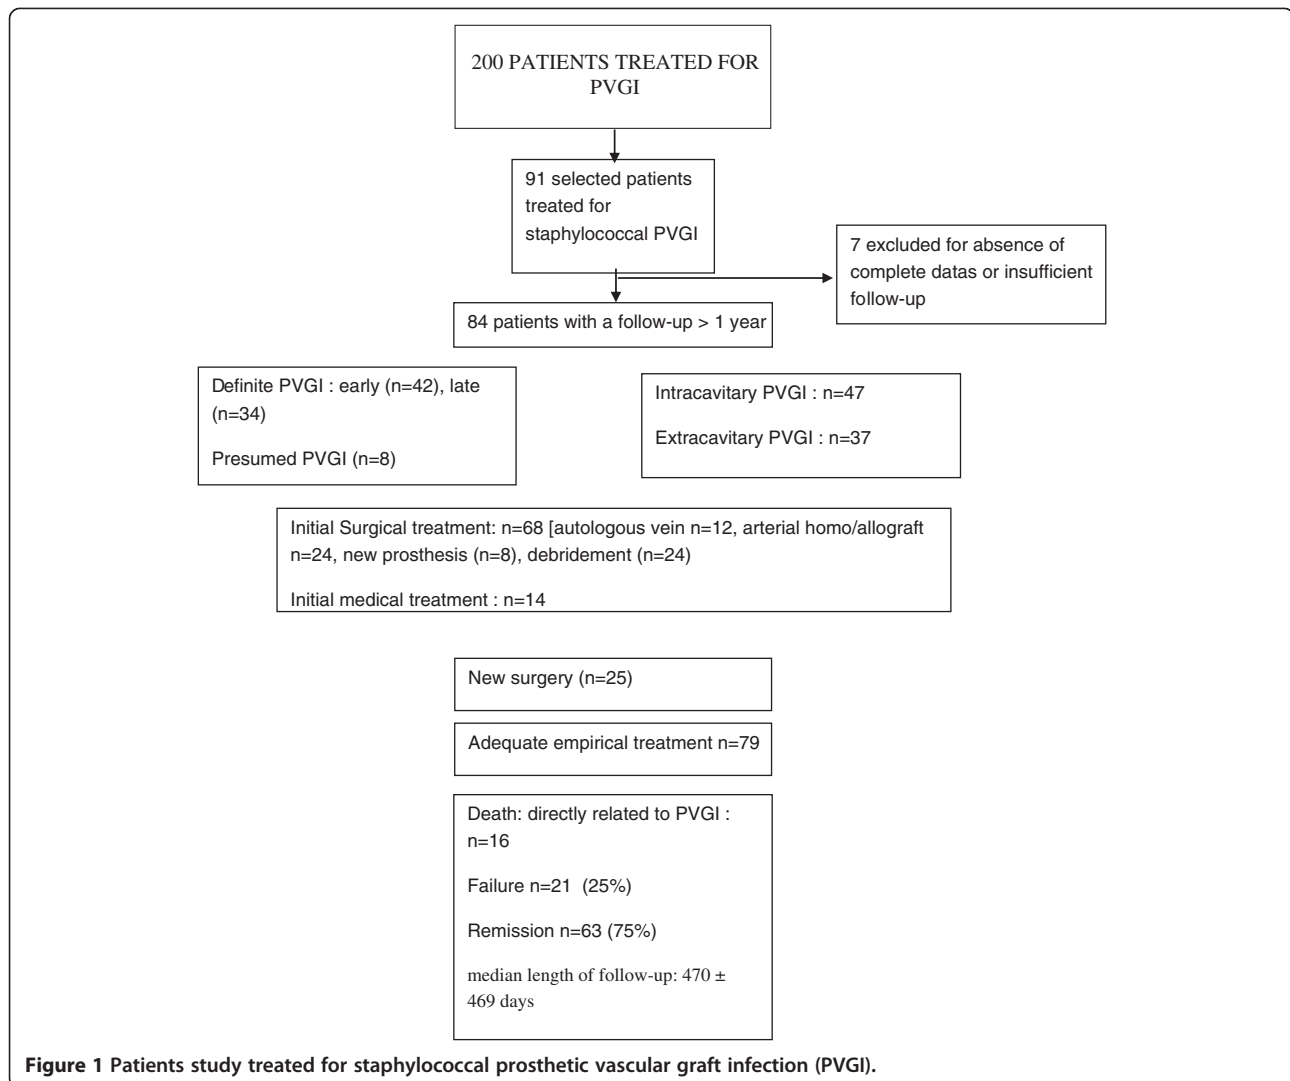 200 PATIENTS TREATED FOR
PVGI
91 selected patients
treated for
staphylococcal PVGI
7 excluded for absence of
complete datas or insufficient
follow-up
84 patients with a follow-up > 1 year
Definite PVGI : early (n=42), late
(n=34)
Presumed PVGI (n=8)
Intracavitary PVGI : n=47
Extracavitary PVGI : n=37
Initial Surgical treatment: n=68 [autologous vein n=12, arterial homo/allograft
n=24, new prosthesis (n=8), debridement (n=24)
Initial medical treatment : n=14
New surgery (n=25)
Adequate empirical treatment n=79
Death: directly related to PVGI :
n=16
Failure n=21 (25%)
Remission n=63 (75%)
median length of follow-up: 470 ±
469 days
Figure 1 Patients study treated for staphylococcal prosthetic vascular graft infection (PVGI).